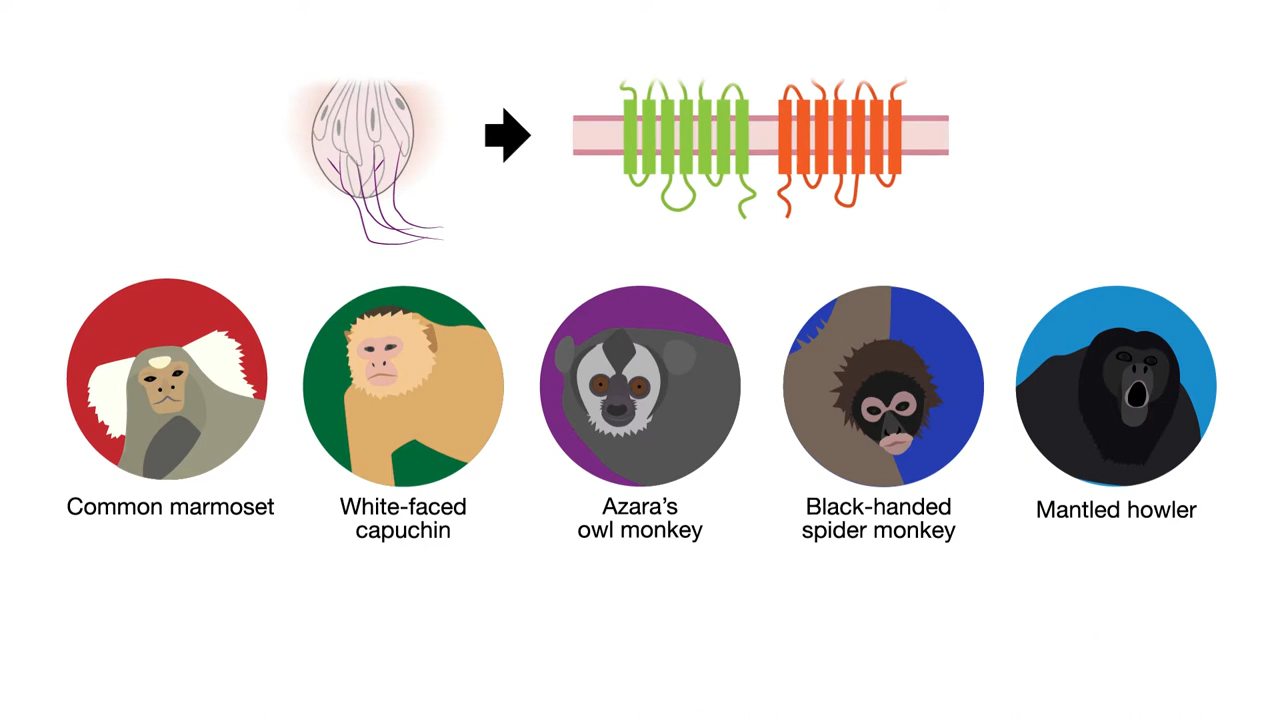 Common marmoset
White-faced
capuchin
Azara's
owl monkey
Black-handed
spider monkey
Mantled howler